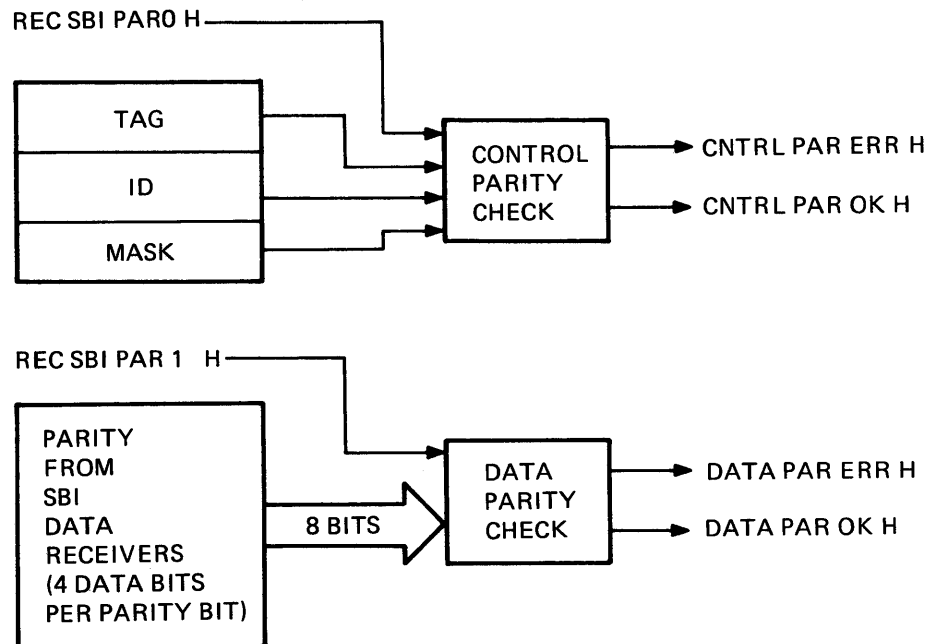 REC SBI PAR0 H
TAG
ID
MASK
CONTROL
PARITY
CHECK
CNTRL PAR ERR H
CNTRL PAR OK H
REC SBI PAR 1 H
PARITY
FROM
SBI
DATA
RECEIVERS
(4 DATA BITS
PER PARITY BIT)
8 BITS
DATA
PARITY
CHECK
DATA PAR ERR H
DATA PAR OK H